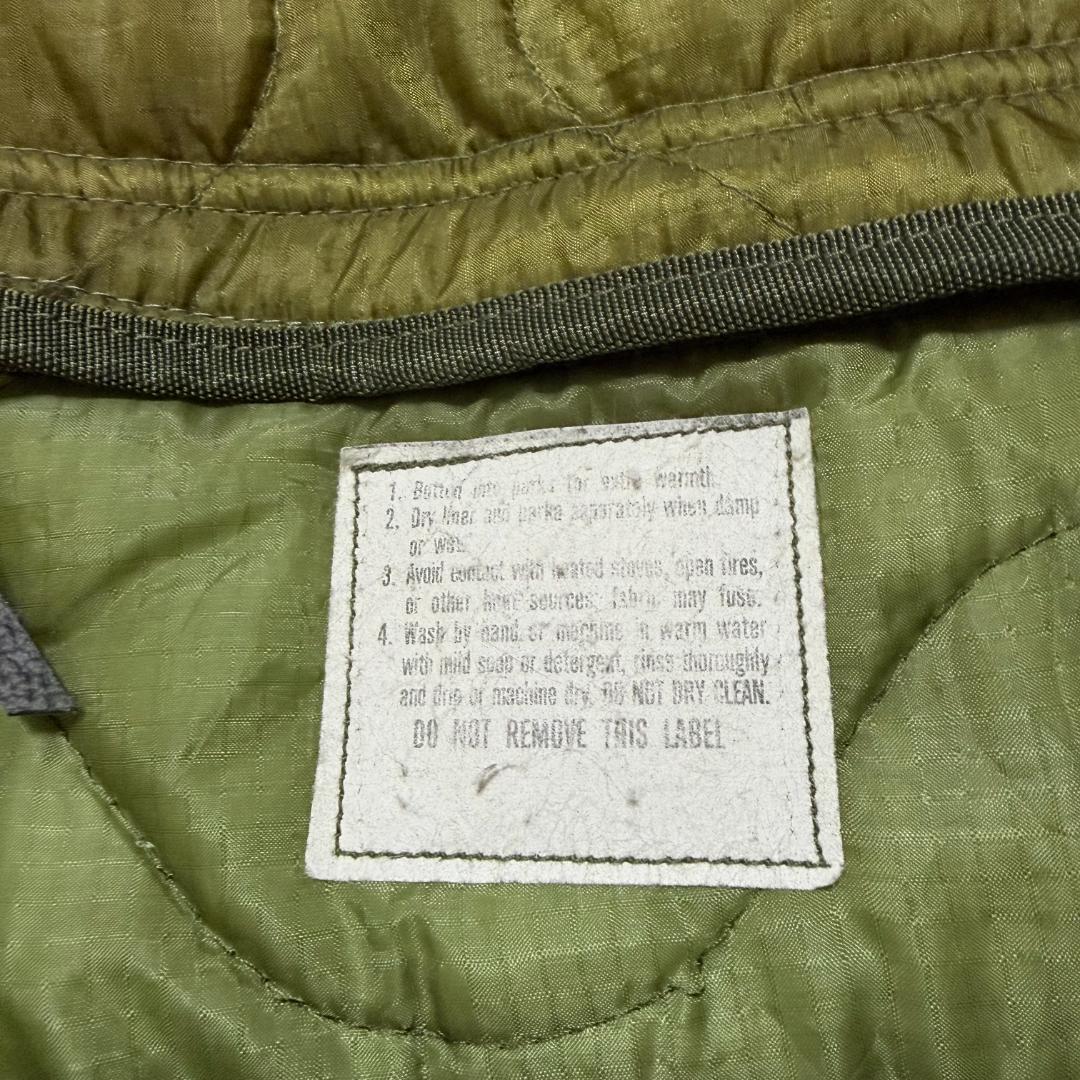 1. Button into parka for extra warmth.
2. Dry liner and parka separately when damp
or wet.
3. Avoid contact with heated stoves, open fires,
or other heat sources; fabric may fuse.
4. Wash by hand or machine in warm water
with mild soap or detergent, rinse thoroughly
and drip or machine dry. DO NOT DRY CLEAN.
DO NOT REMOVE THIS LABEL